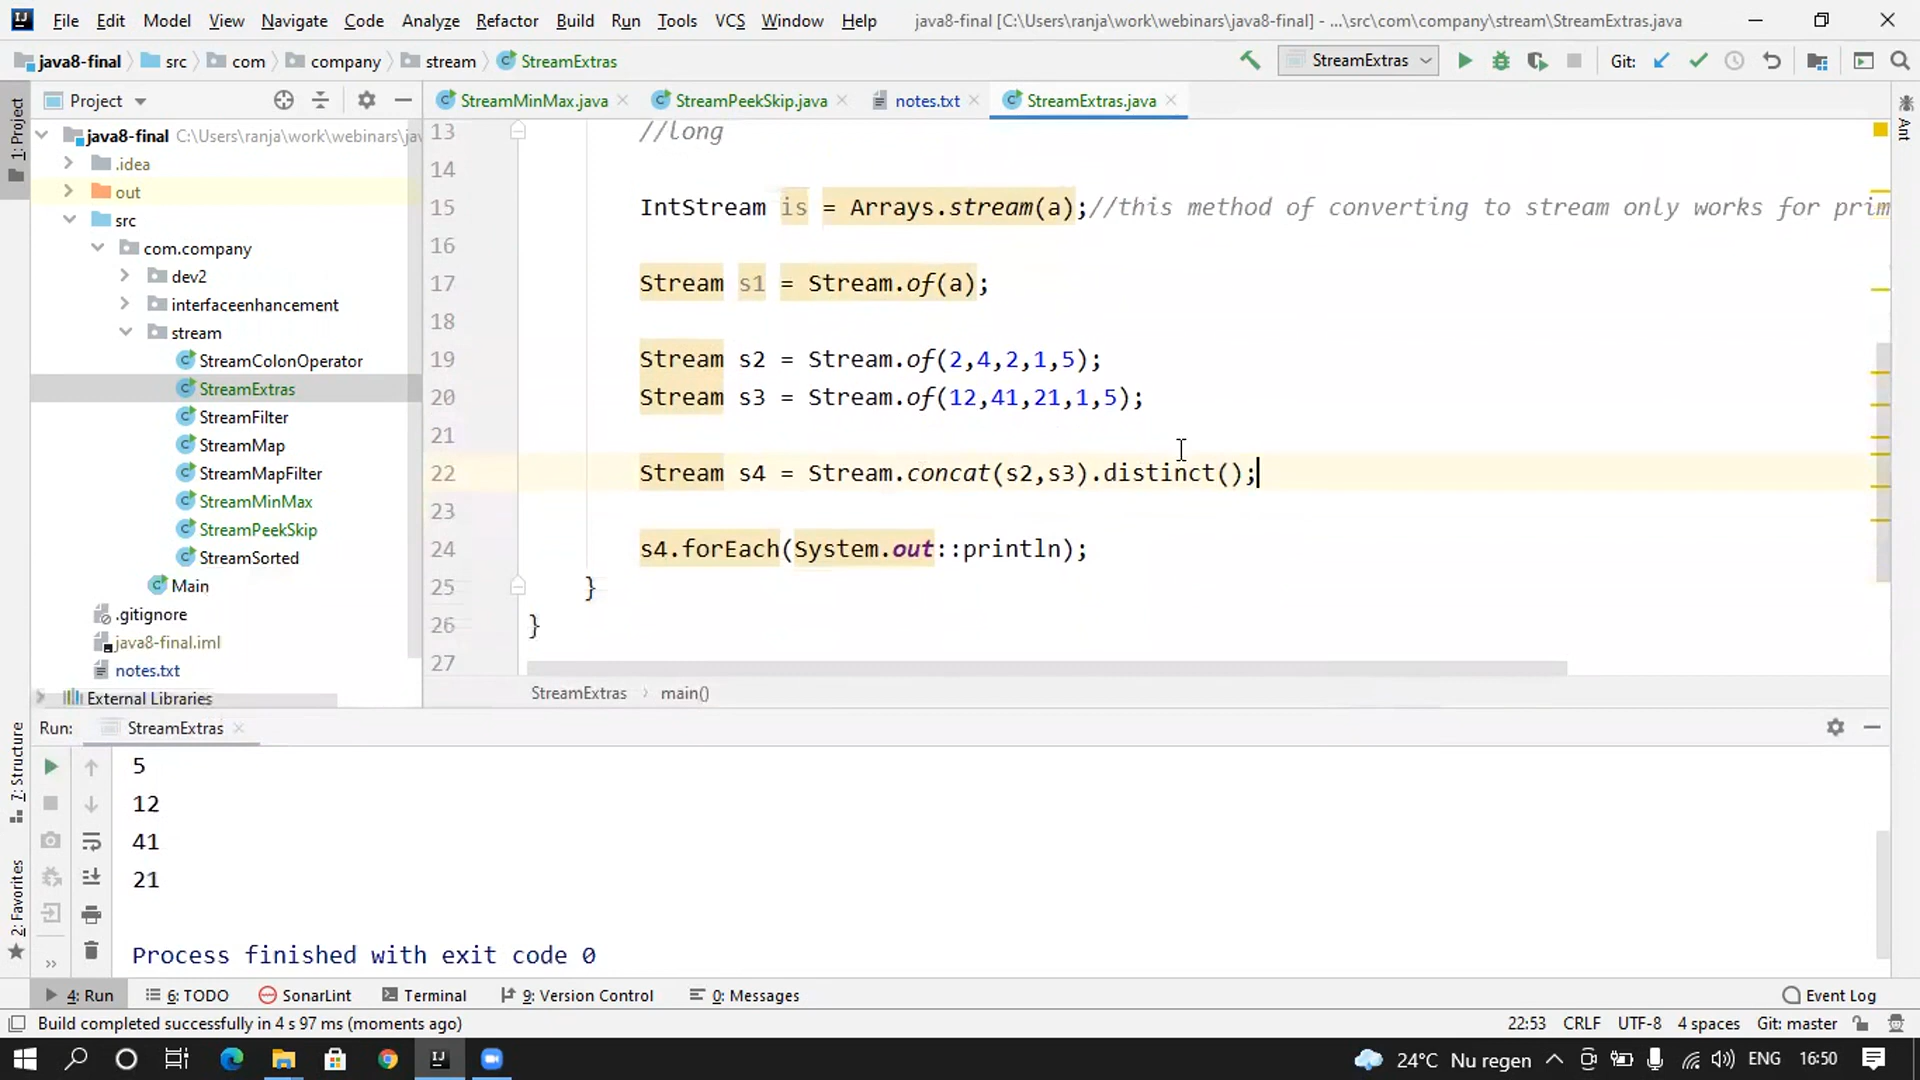 File Edit View Navigate Code Analyze Refactor Build Run Tools VCS Window Help java8-final [C:\Users\ranja\work\webinars\java8-final] - ...\src\com\company\stream\StreamExtras.java
java8-final src com company stream StreamExtras StreamExtras Git:
Project StreamMinMax.java StreamPeekSkip.java notes.txt StreamExtras.java
1: Project
Ant
java8-final C:\Users\ranja\work\webinars\jav
.idea
out
src
com.company
dev2
interfaceenhancement
stream
StreamColonOperator
StreamExtras
StreamFilter
StreamMap
StreamMapFilter
StreamMinMax
StreamPeekSkip
StreamSorted
Main
.gitignore
java8-final.iml
notes.txt
External Libraries
13 //long
14
15 IntStream is = Arrays.stream(a);//this method of converting to stream only works for prim
16
17 Stream s1 = Stream.of(a);
18
19 Stream s2 = Stream.of(2,4,2,1,5);
20 Stream s3 = Stream.of(12,41,21,1,5);
21
22 Stream s4 = Stream.concat(s2,s3).distinct();
23
24 s4.forEach(System.out::println);
25 }
26 }
27
StreamExtras main()
Run: StreamExtras
7: Structure
2: Favorites
5
12
41
21
Process finished with exit code 0
4: Run 6: TODO SonarLint Terminal 9: Version Control 0: Messages Event Log
Build completed successfully in 4 s 97 ms (moments ago) 22:53 CRLF UTF-8 4 spaces Git: master
24°C Nu regen ENG 16:50